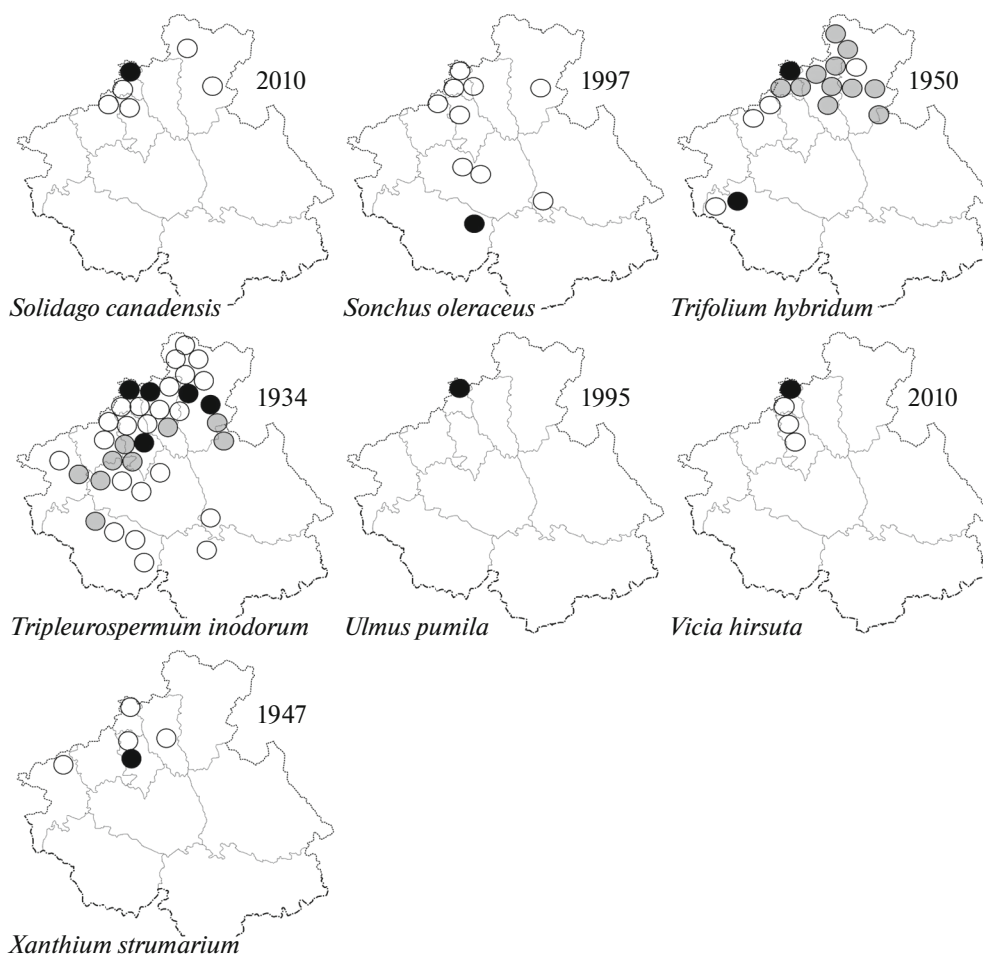 2010
1997
1950
Solidago canadensis
Sonchus oleraceus
Trifolium hybridum
1934
1995
2010
Tripleurospermum inodorum
Ulmus pumila
Vicia hirsuta
1947
Xanthium strumarium